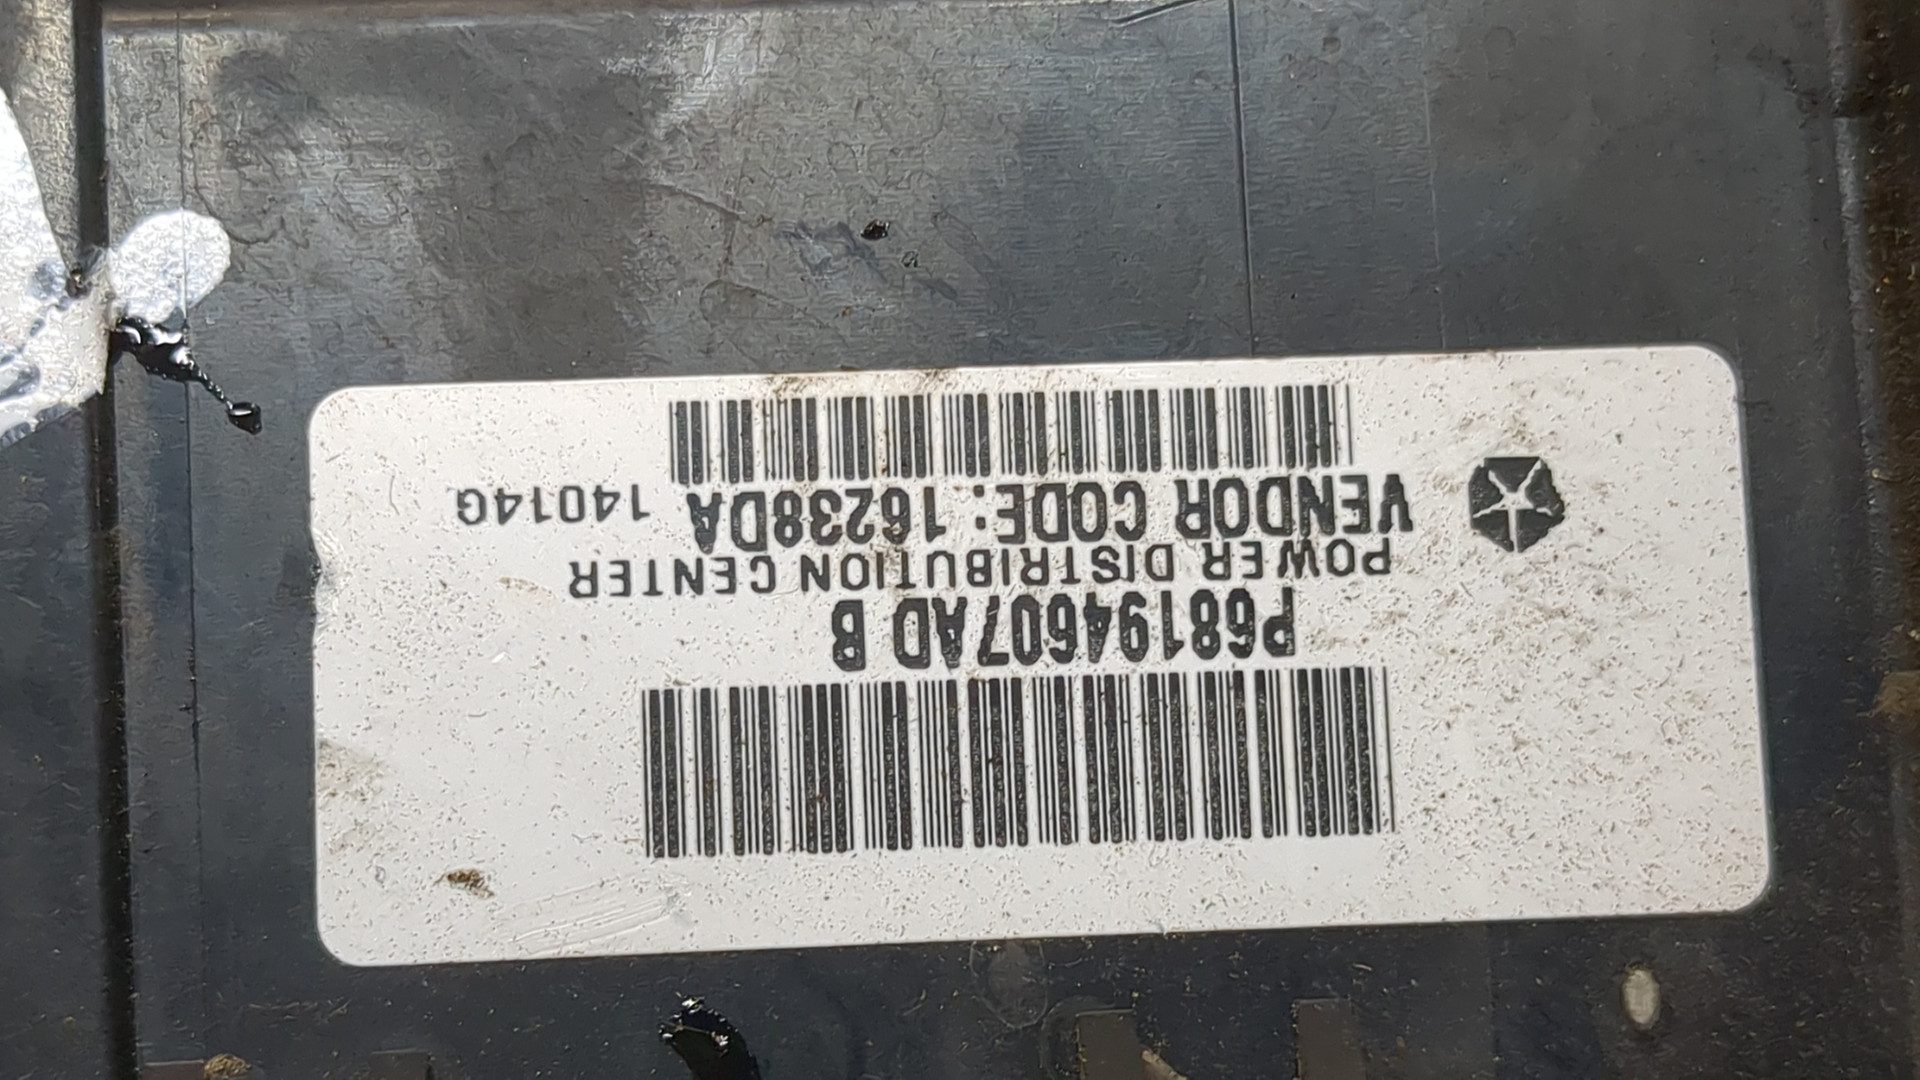 P68194607AD B
POWER DISTRIBUTION CENTER
VENDOR CODE: 16238DA 14014G